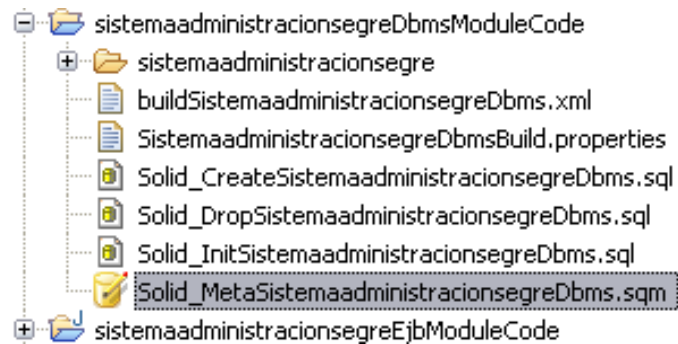 sistemaadministracionsegreDbmsModuleCode
sistemaadministracionsegre
buildSistemaadministracionsegreDbms.xml
SistemaadministracionsegreDbmsBuild.properties
Solid_CreateSistemaadministracionsegreDbms.sql
Solid_DropSistemaadministracionsegreDbms.sql
Solid_InitSistemaadministracionsegreDbms.sql
Solid_MetaSistemaadministracionsegreDbms.sqm
sistemaadministracionsegreEjbModuleCode